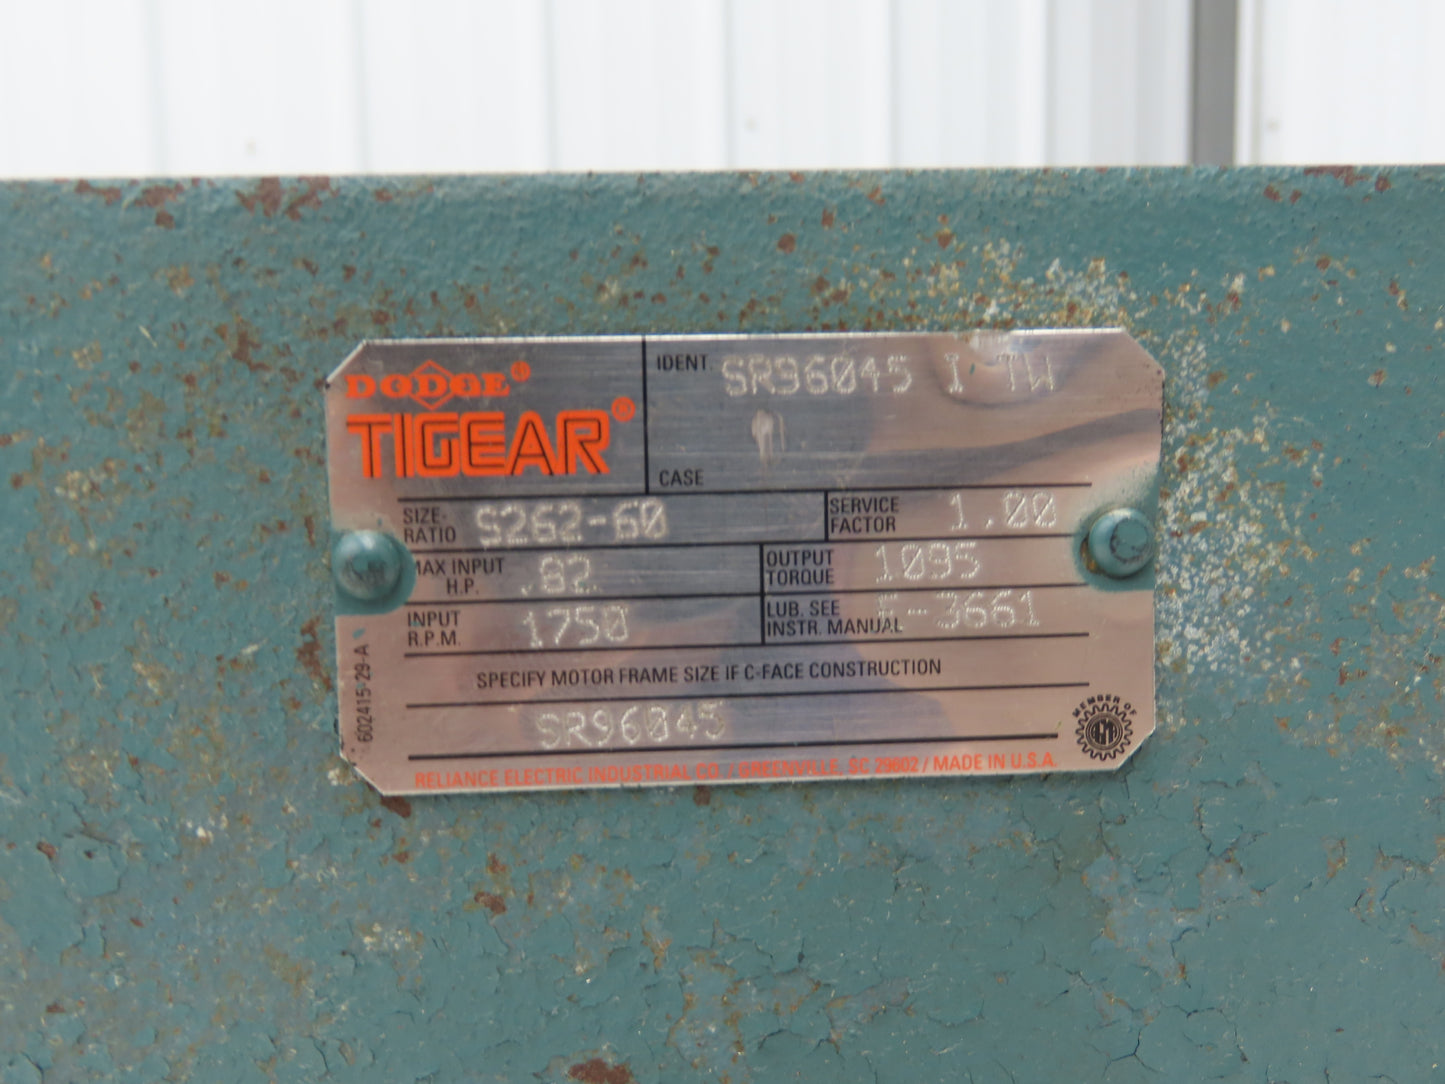 DODGE®
TIGEAR®
IDENT. SR96045 I TW
CASE
SIZE-RATIO S262-60
SERVICE FACTOR 1.00
MAX INPUT H.P. .82
OUTPUT TORQUE 1095
INPUT R.P.M. 1750
LUB. SEE INSTR. MANUAL E-3661
SPECIFY MOTOR FRAME SIZE IF C-FACE CONSTRUCTION
SR96045
602415-29-A
MEMBER OF
RELIANCE ELECTRIC INDUSTRIAL CO / GREENVILLE, SC 29602 / MADE IN U.S.A.